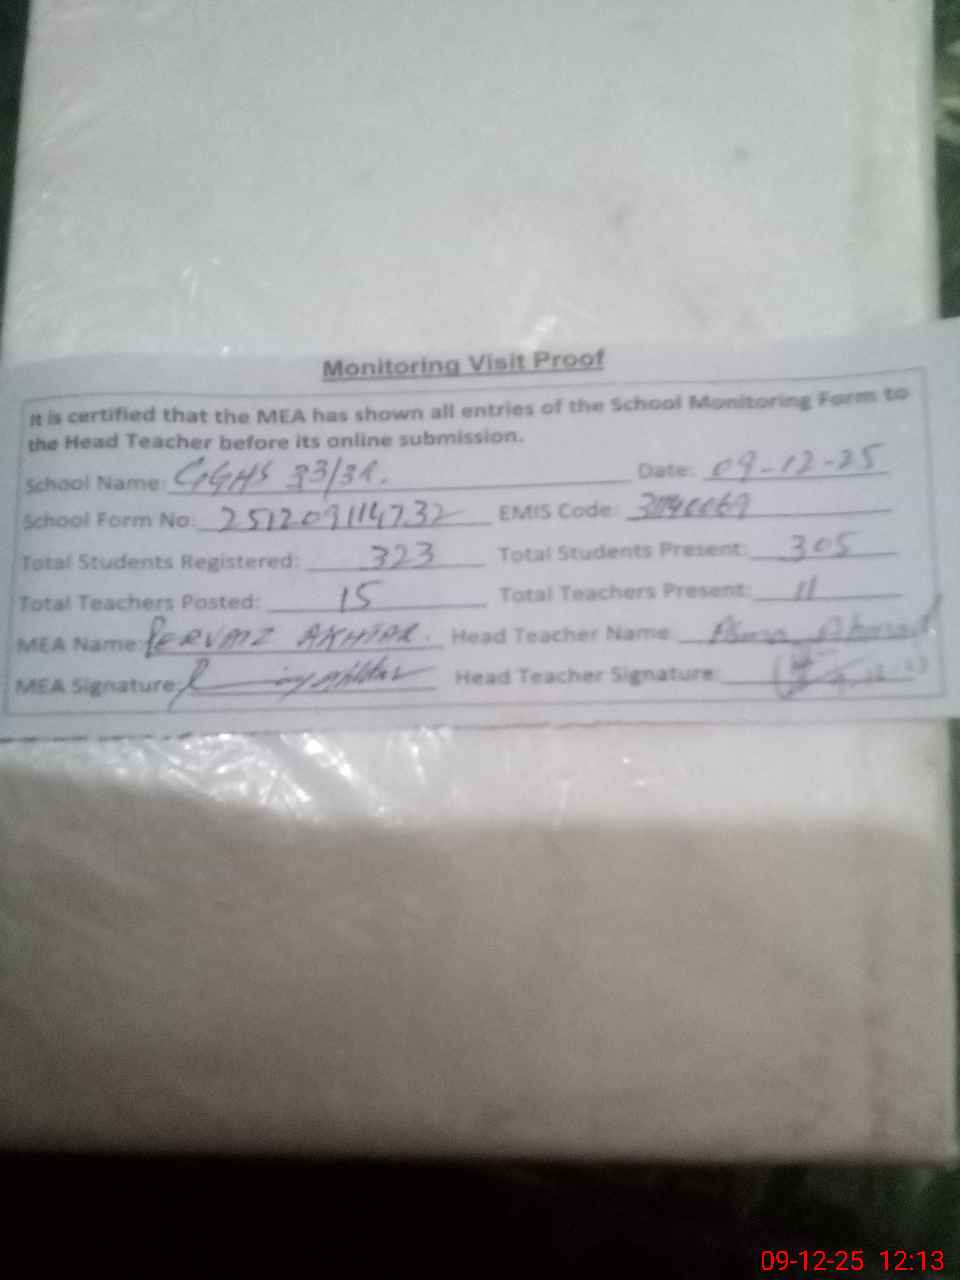 Monitoring Visit Proof
It is certified that the MEA has shown all entries of the School Monitoring Form to
the Head Teacher before its online submission.
School Name: GGHS 33/3R. Date: 09-12-25
School Form No: 251209114732 EMIS Code:
Total Students Registered: 323 Total Students Present: 305
Total Teachers Posted: 15 Total Teachers Present: 11
MEA Name: PERVAIZ AKHTAR. Head Teacher Name:
MEA Signature: Head Teacher Signature:
09-12-25 12:13